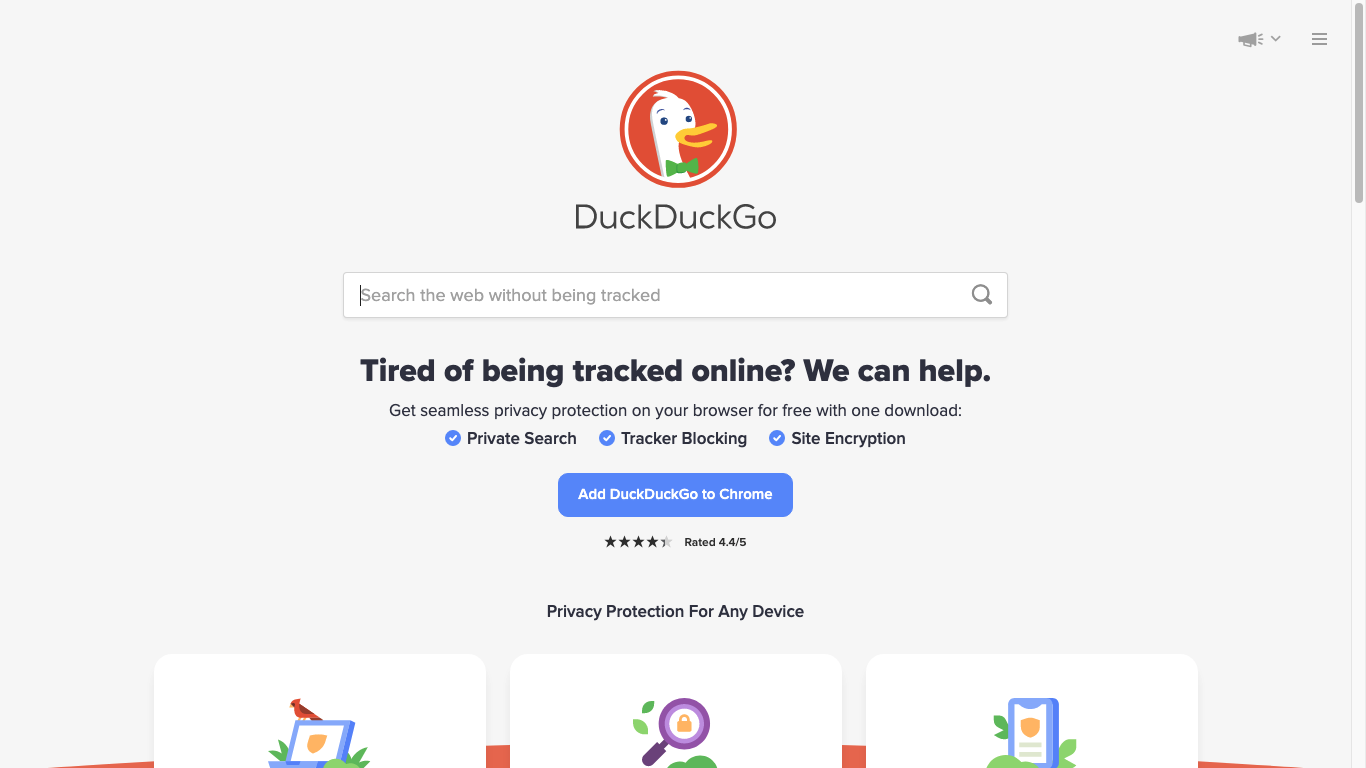 DuckDuckGo
Search the web without being tracked
Tired of being tracked online? We can help.
Get seamless privacy protection on your browser for free with one download:
Private Search Tracker Blocking Site Encryption
Add DuckDuckGo to Chrome
Rated 4.4/5
Privacy Protection For Any Device